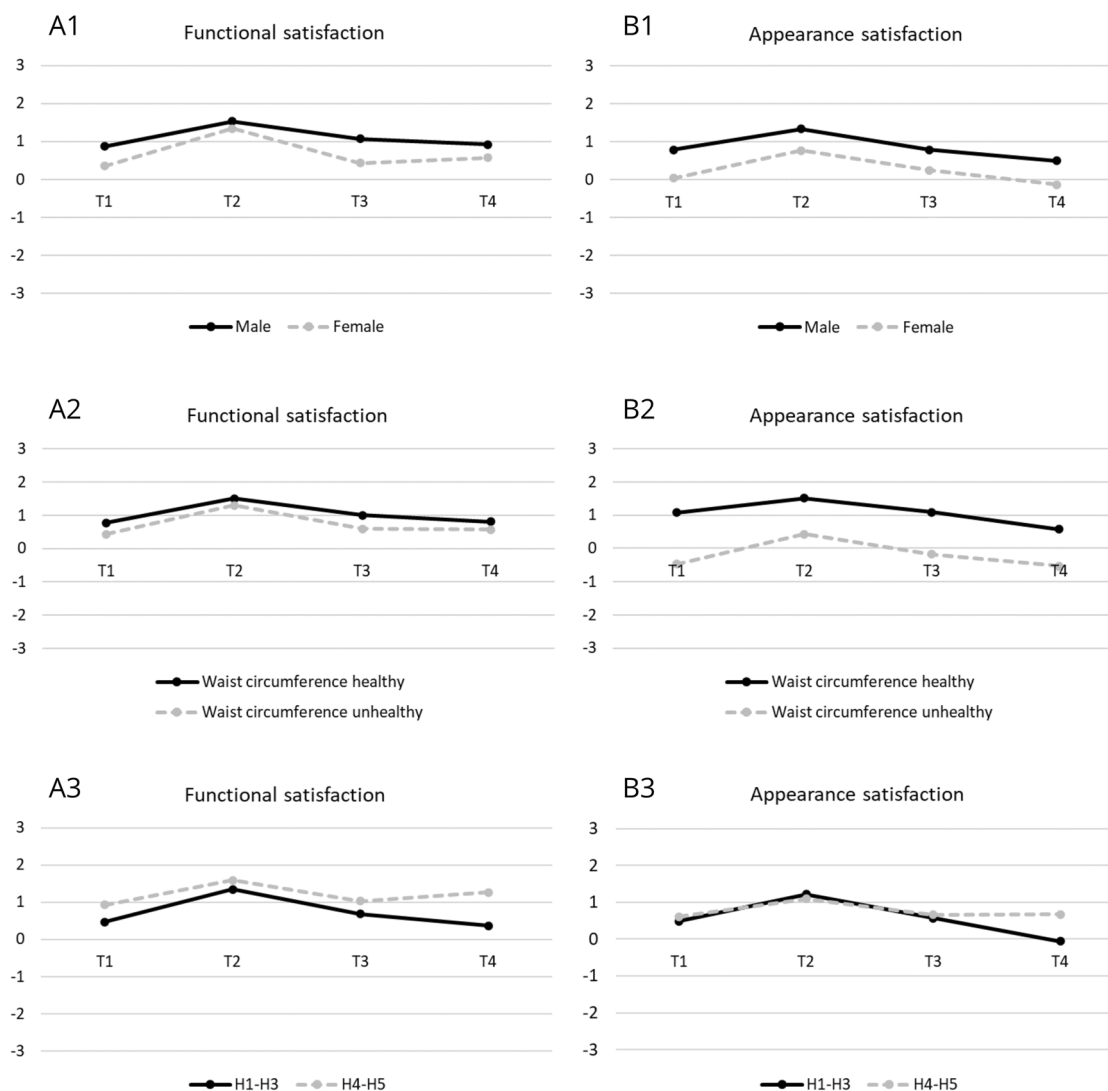 A1
Functional satisfaction
3
2
1
0
-1
-2
-3
T1 T2 T3 T4
Male Female
B1
Appearance satisfaction
3
2
1
0
-1
-2
-3
T1 T2 T3 T4
Male Female
A2
Functional satisfaction
3
2
1
0
-1
-2
-3
T1 T2 T3 T4
Waist circumference healthy
Waist circumference unhealthy
B2
Appearance satisfaction
3
2
1
0
-1
-2
-3
T1 T2 T3 T4
Waist circumference healthy
Waist circumference unhealthy
A3
Functional satisfaction
3
2
1
0
-1
-2
-3
T1 T2 T3 T4
H1-H3 H4-H5
B3
Appearance satisfaction
3
2
1
0
-1
-2
-3
T1 T2 T3 T4
H1-H3 H4-H5